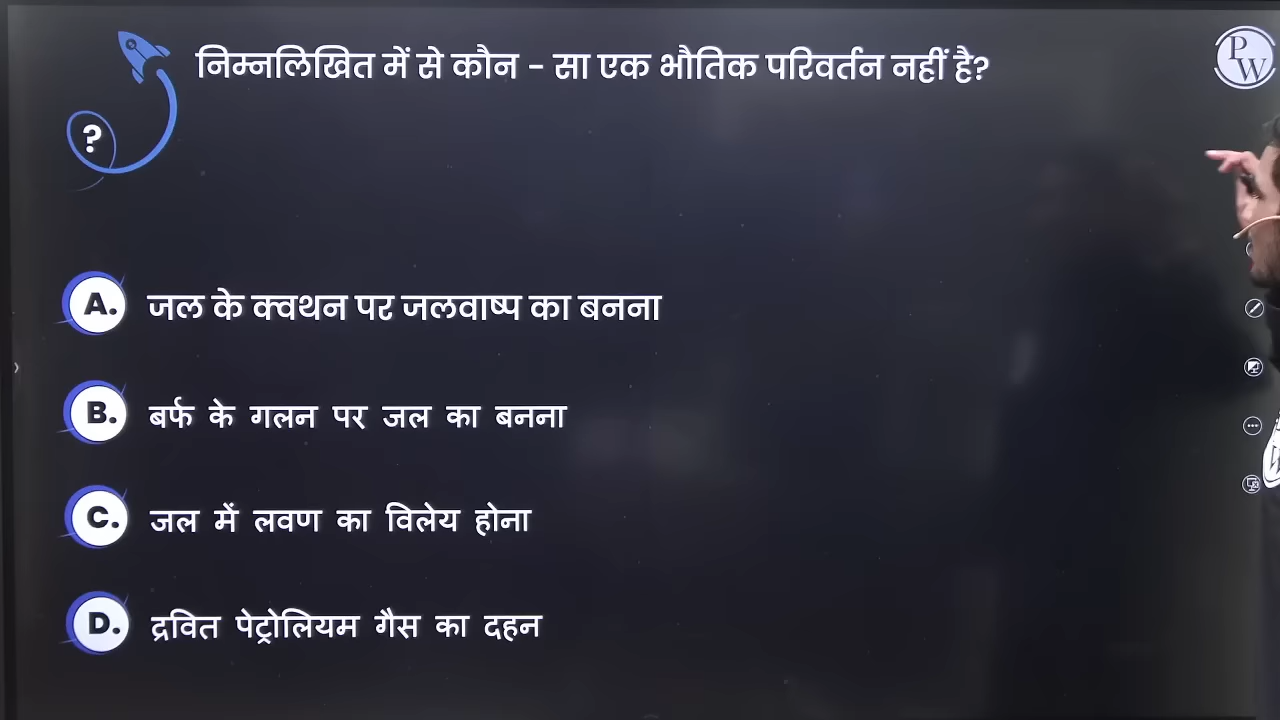 निम्नलिखित में से कौन - सा एक भौतिक परिवर्तन नहीं है?
PW
?
A. जल के क्वथन पर जलवाष्प का बनना
B. बर्फ के गलन पर जल का बनना
C. जल में लवण का विलेय होना
D. द्रवित पेट्रोलियम गैस का दहन